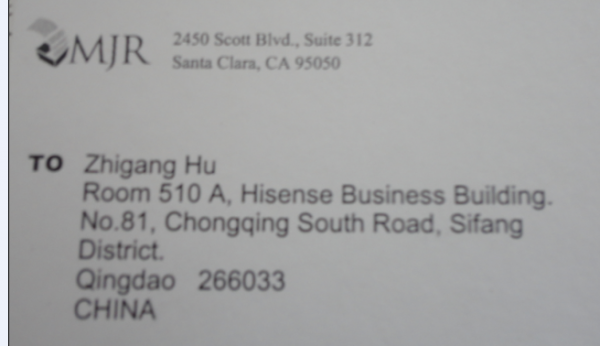 MJR
2450 Scott Blvd., Suite 312
Santa Clara, CA 95050
TO Zhigang Hu
Room 510 A, Hisense Business Building.
No.81, Chongqing South Road, Sifang
District.
Qingdao 266033
CHINA